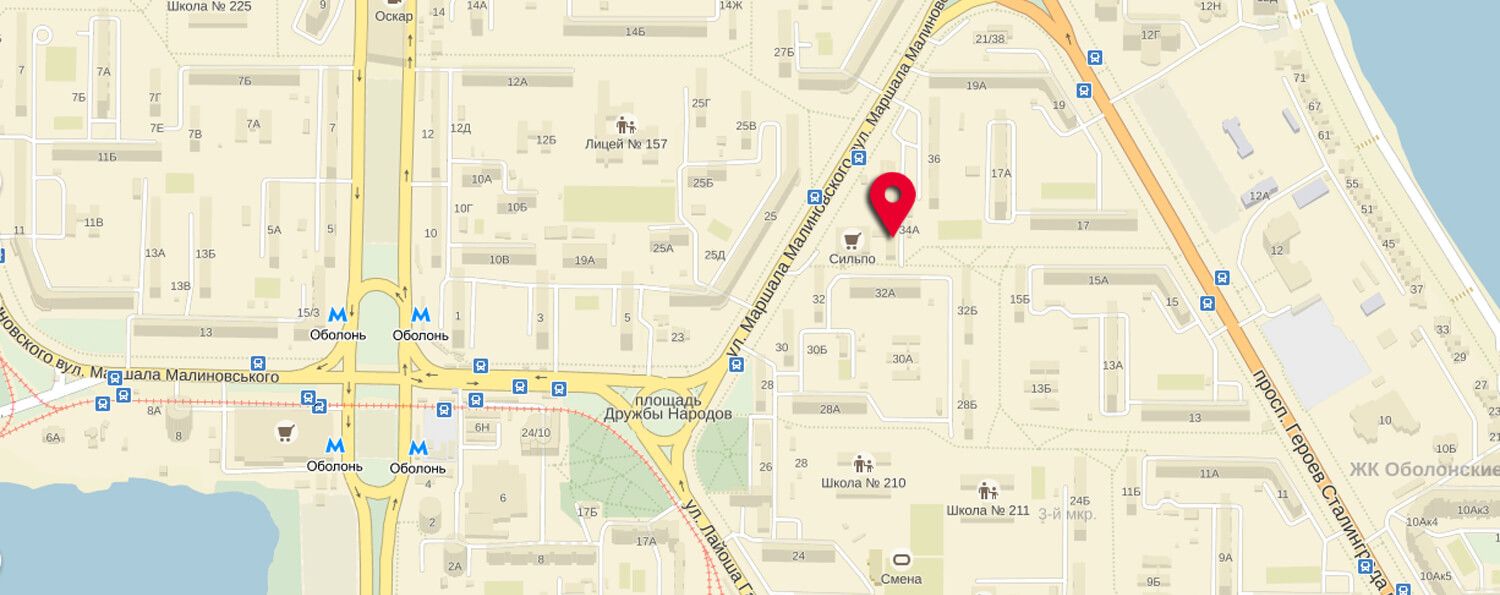 Школа № 225
9
Оскар
14
14А
14Ж
12Н
12Г
14Б
21/38
27Б
7
7А
7Б
7Б
7Г
7Е
7В
7А
7
12А
19А
71
67
19
61
25Г
25В
12
12Д
12Б
Лицей № 157
11Б
36
17А
вул. Маршала Малиновського
10А
10Б
10Г
25Б
25
55
51
12А
11
11В
5А
5
10
17
34А
13А
13Б
25А
25Д
Сильпо
45
12
10В
19А
13В
37
32
32А
15А
15Б
15
15/3
Оболонь
Оболонь
1
3
5
23
32Б
33
13
30
30Б
30А
29
вул. Маршала Малиновського
13А
28
13Б
27
площадь
Дружбы Народов
8А
28А
28Б
13
10
6А
8
6Н
24/10
10Б
Оболонь
Оболонь
26
28
Школа № 210
11А
ЖК Оболонские
4
6
Школа № 211
24Б
11Б
11
3-й мкр.
2
17Б
17А
10Ак3
10Ак4
2А
8
24
Смена
9А
9Б
10Ак5
ул. Лайоша Г
просп. Героев Сталинграда